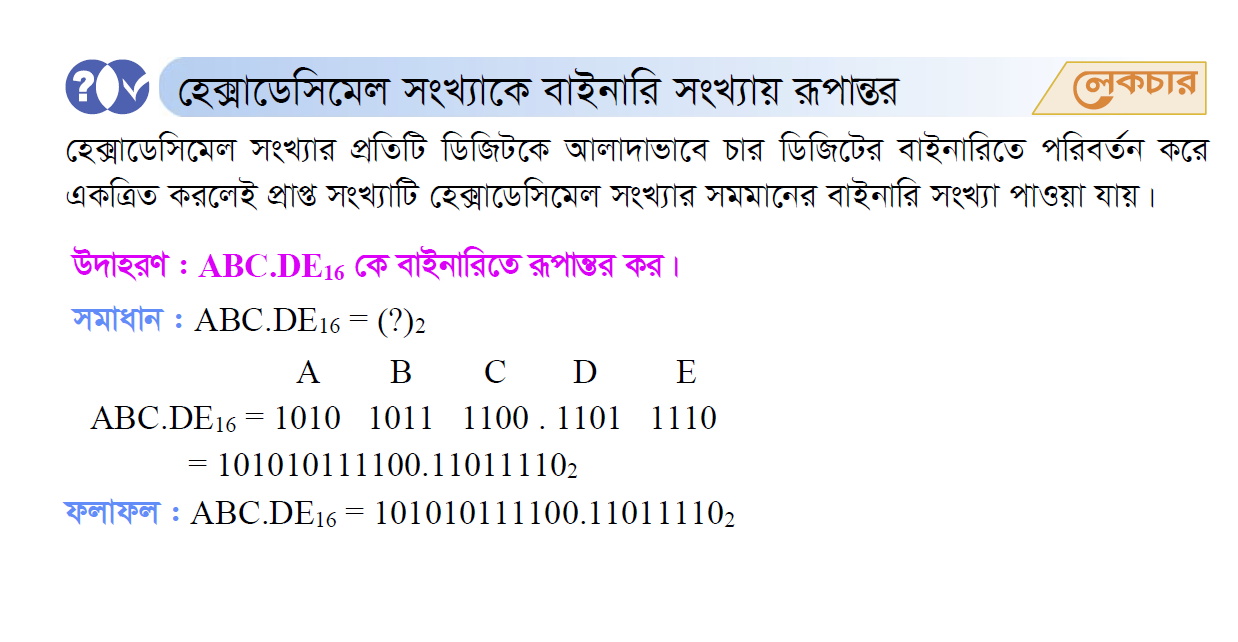 ?
হেক্সাডেসিমেল সংখ্যাকে বাইনারি সংখ্যায় রূপান্তর
লেকচার
হেক্সাডেসিমেল সংখ্যার প্রতিটি ডিজিটকে আলাদাভাবে চার ডিজিটের বাইনারিতে পরিবর্তন করে
একত্রিত করলেই প্রাপ্ত সংখ্যাটি হেক্সাডেসিমেল সংখ্যার সমমানের বাইনারি সংখ্যা পাওয়া যায়।
উদাহরণ : ABC.DE₁₆ কে বাইনারিতে রূপান্তর কর।
সমাধান : ABC.DE₁₆ = (?)₂
A B C D E
ABC.DE₁₆ = 1010 1011 1100 . 1101 1110
= 101010111100.11011110₂
ফলাফল : ABC.DE₁₆ = 101010111100.11011110₂